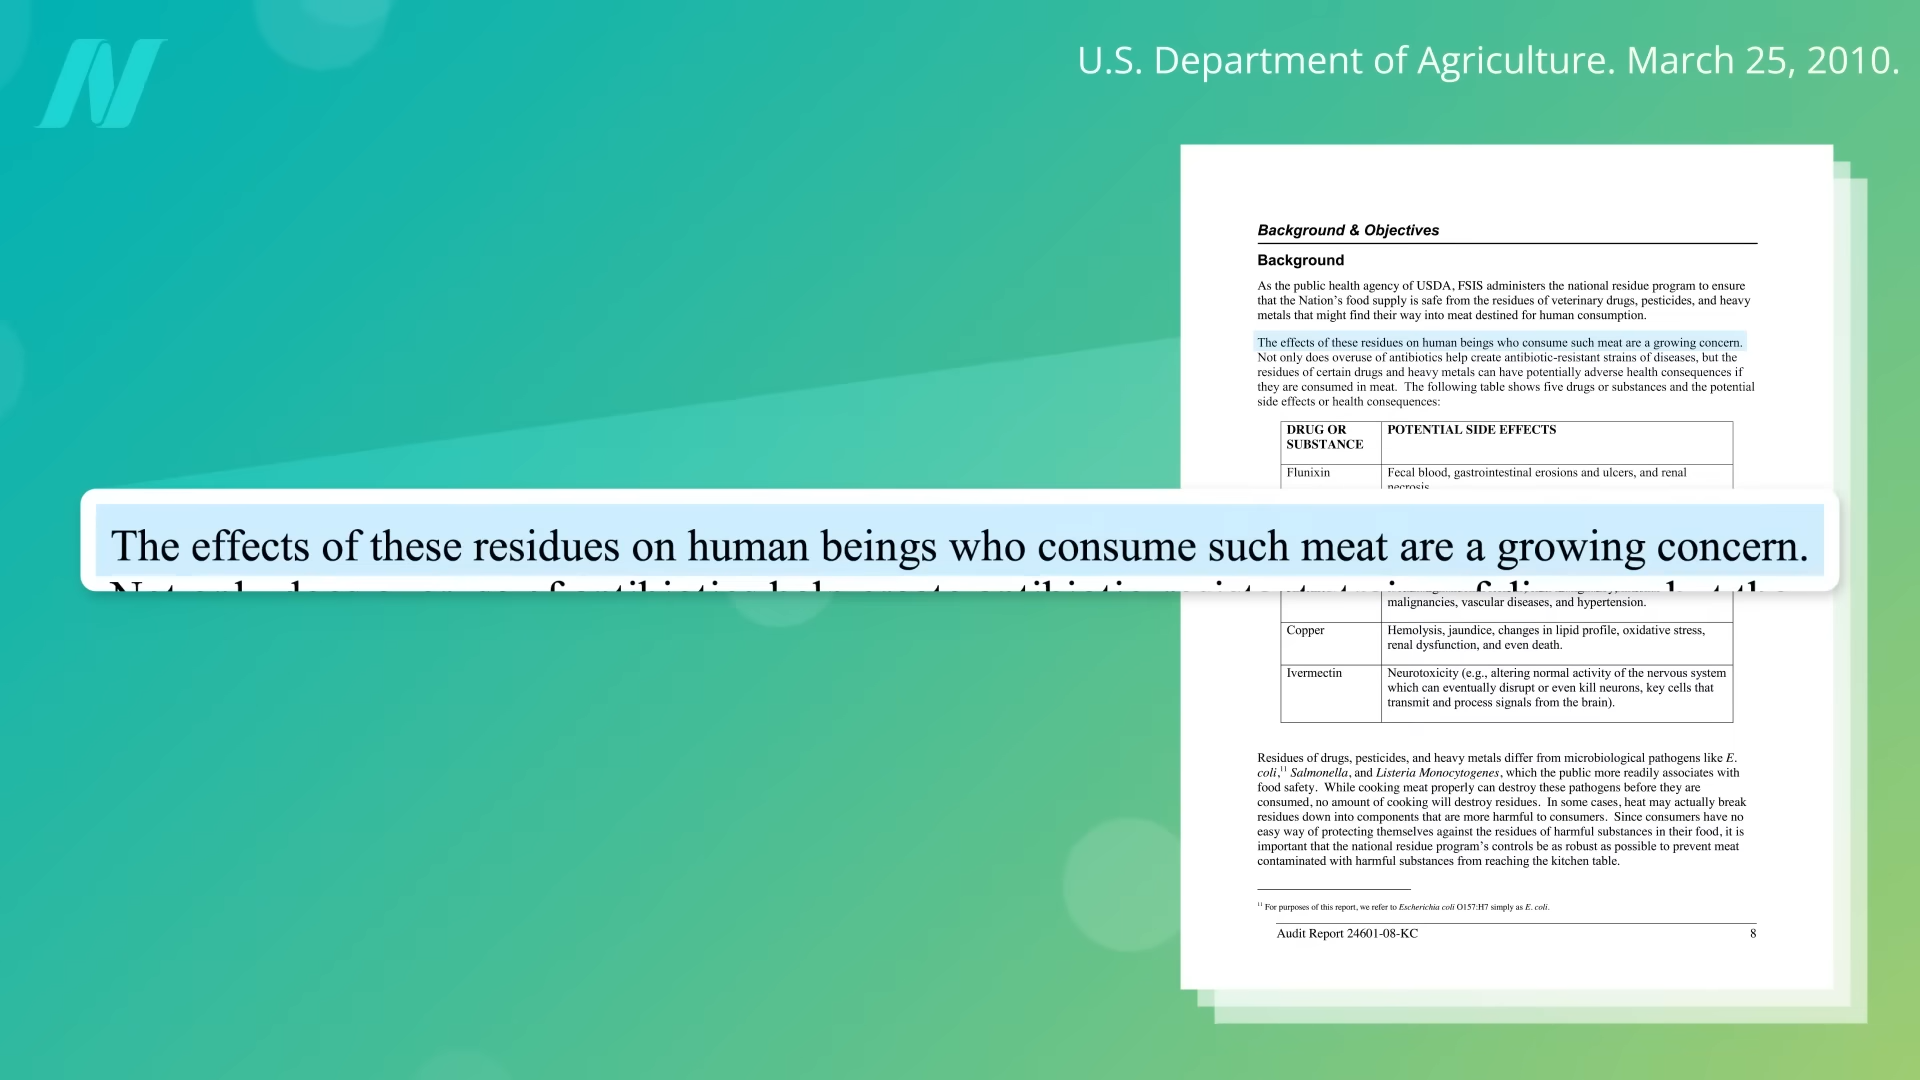 N
U.S. Department of Agriculture. March 25, 2010.
Background & Objectives
Background
As the public health agency of USDA, FSIS administers the national residue program to ensure
that the Nation's food supply is safe from the residues of veterinary drugs, pesticides, and heavy
metals that might find their way into meat destined for human consumption.
The effects of these residues on human beings who consume such meat are a growing concern.
Not only does overuse of antibiotics help create antibiotic-resistant strains of diseases, but the
residues of certain drugs and heavy metals can have potentially adverse health consequences if
they are consumed in meat.  The following table shows five drugs or substances and the potential
side effects or health consequences:
DRUG OR
SUBSTANCE
POTENTIAL SIDE EFFECTS
Flunixin
Fecal blood, gastrointestinal erosions and ulcers, and renal
necrosis.
The effects of these residues on human beings who consume such meat are a growing concern.
malignancies, vascular diseases, and hypertension.
Copper
Hemolysis, jaundice, changes in lipid profile, oxidative stress,
renal dysfunction, and even death.
Ivermectin
Neurotoxicity (e.g., altering normal activity of the nervous system
which can eventually disrupt or even kill neurons, key cells that
transmit and process signals from the brain).
Residues of drugs, pesticides, and heavy metals differ from microbiological pathogens like E.
coli,11 Salmonella, and Listeria Monocytogenes, which the public more readily associates with
food safety.  While cooking meat properly can destroy these pathogens before they are
consumed, no amount of cooking will destroy residues.  In some cases, heat may actually break
residues down into components that are more harmful to consumers.  Since consumers have no
easy way of protecting themselves against the residues of harmful substances in their food, it is
important that the national residue program's controls be as robust as possible to prevent meat
contaminated with harmful substances from reaching the kitchen table.
11 For purposes of this report, we refer to Escherichia coli O157:H7 simply as E. coli.
Audit Report 24601-08-KC
8